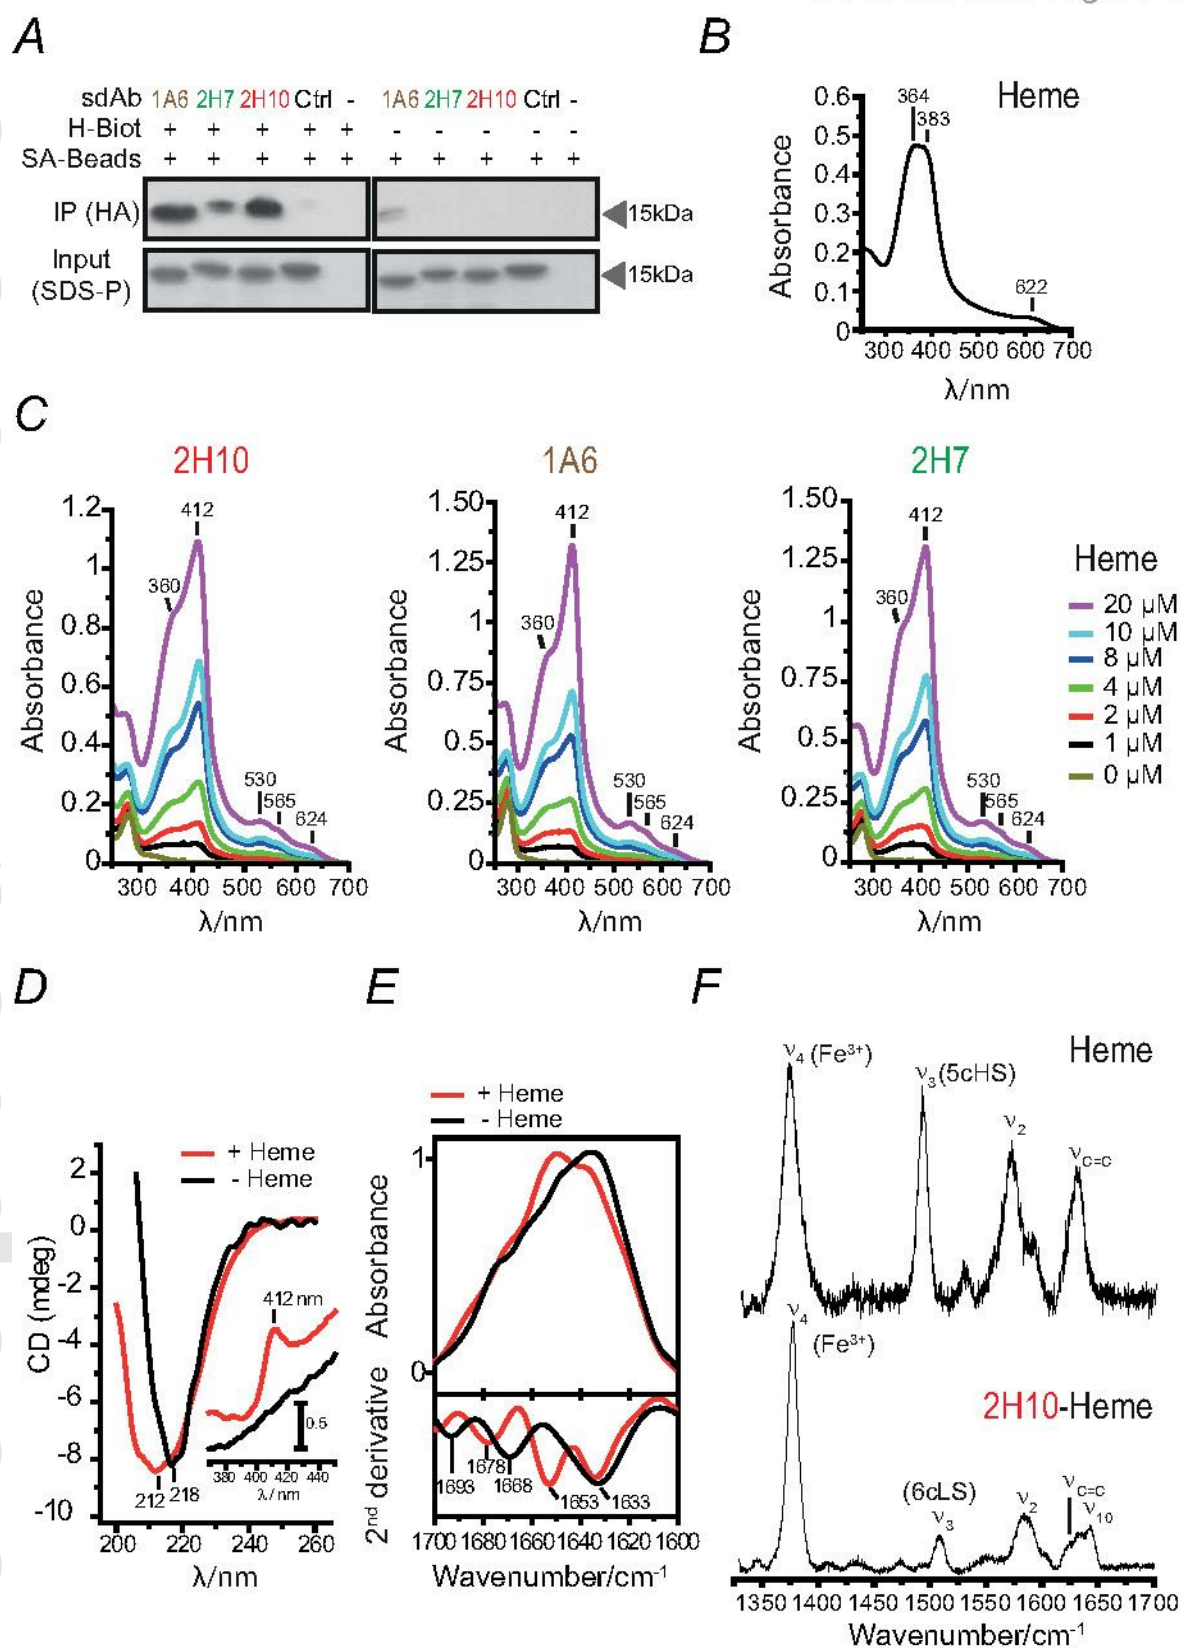 A
sdAb 1A6 2H7 2H10 Ctrl - 1A6 2H7 2H10 Ctrl -
H-Biot + + + + + - - - - -
SA-Beads + + + + + + + + + +
IP (HA) 15kDa
Input
(SDS-P) 15kDa
B
Heme
364
383
622
0.6
0.5
0.4
0.3
0.2
0.1
0
Absorbance
300 400 500 600 700
λ/nm
C
2H10
412
360
530
565
624
1.2
1
0.8
0.6
0.4
0.2
0
Absorbance
300 400 500 600 700
λ/nm
1A6
412
360
530
565
624
1.50
1.25
1
0.75
0.5
0.25
0
Absorbance
300 400 500 600 700
λ/nm
2H7
412
360
530
565
624
1.50
1.25
1
0.75
0.5
0.25
0
Absorbance
300 400 500 600 700
λ/nm
Heme
20 μM
10 μM
8 μM
4 μM
2 μM
1 μM
0 μM
D
+ Heme
- Heme
2
0
-2
-4
-6
-8
-10
CD (mdeg)
412 nm
0.5
380 400 420 440
λ/ nm
212 218
200 220 240 260
λ/nm
E
+ Heme
- Heme
1
0
Absorbance
2nd derivative
1693
1678
1668
1653
1633
1700 1680 1660 1640 1620 1600
Wavenumber/cm-1
F
Heme
ν4 (Fe3+)
ν3 (5cHS)
ν2
νC=C
2H10-Heme
ν4
(Fe3+)
(6cLS)
ν3
ν2
νC=C
ν10
1350 1400 1450 1500 1550 1600 1650 1700
Wavenumber/cm-1